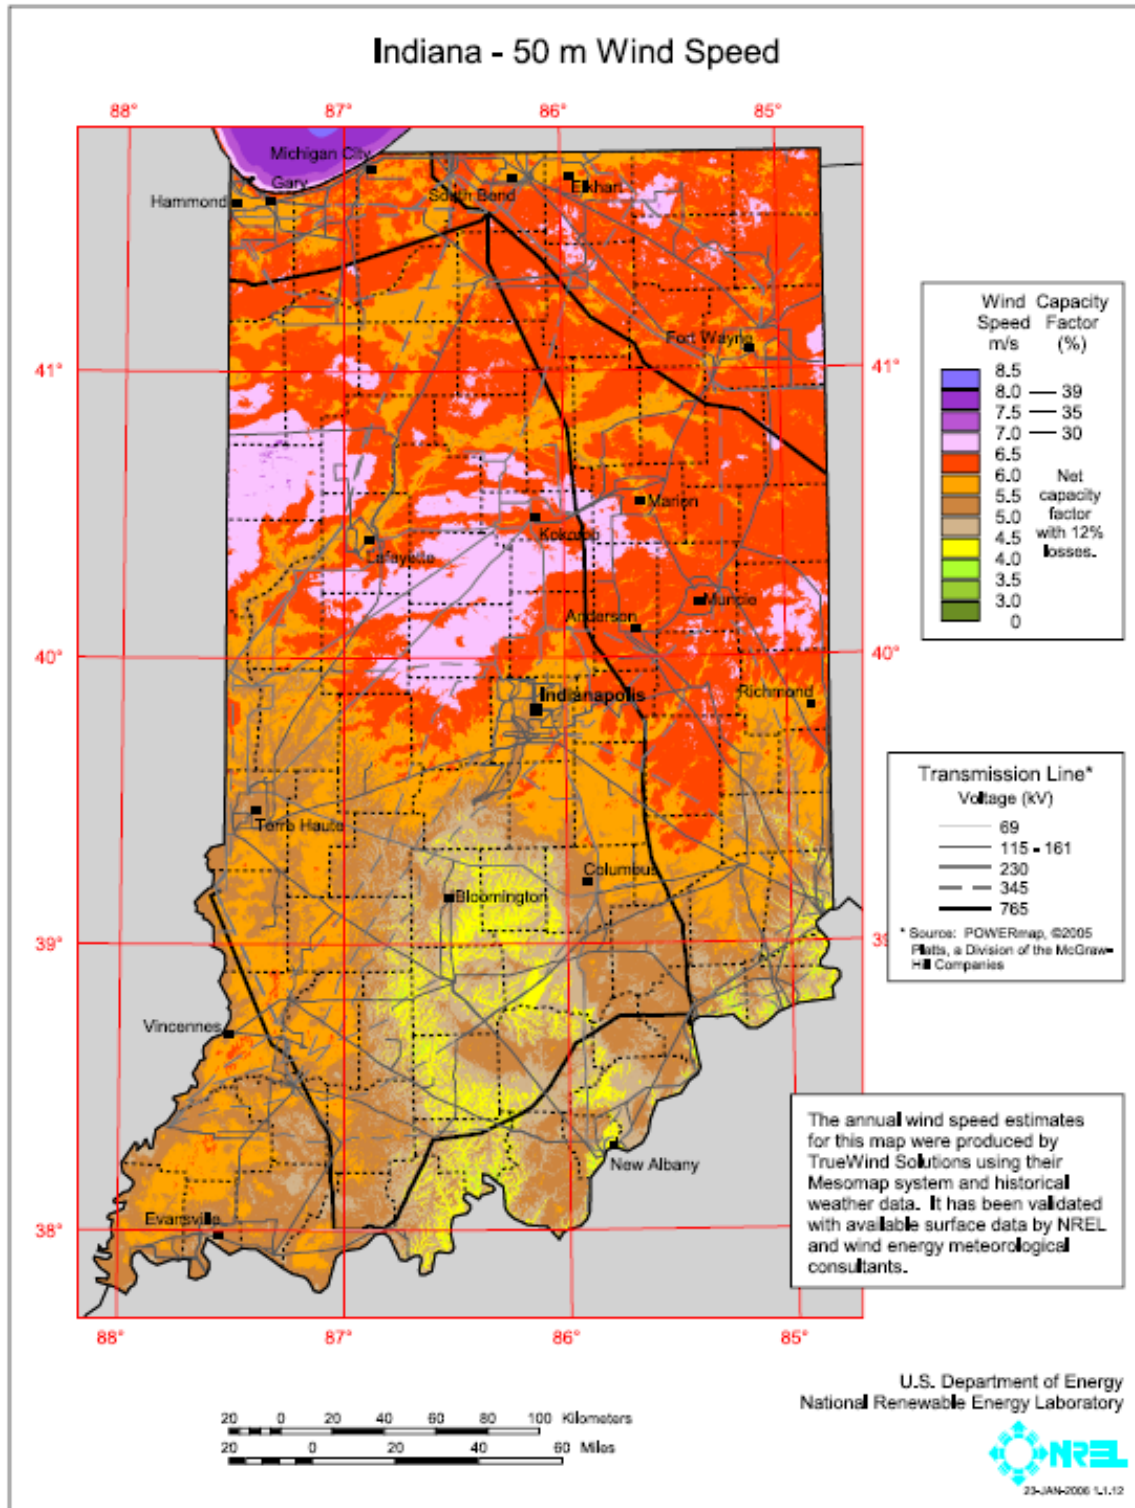 Indiana - 50 m Wind Speed
88° 87° 86° 85°
Michigan City
Gary
Hammond
South Bend
Elkhart
Fort Wayne
41° 41°
Marion
Kokomo
Lafayette
Muncie
Anderson
40° 40°
Richmond
Indianapolis
Terre Haute
Columbus
Bloomington
39° 39
Vincennes
New Albany
Evansville
38°
88° 87° 86° 85°
Wind Capacity
Speed Factor
m/s (%)
8.5
8.0 39
7.5 35
7.0 30
6.5
6.0
5.5
5.0
4.5
4.0
3.5
3.0
0
Net
capacity
factor
with 12%
losses.
Transmission Line*
Voltage (kV)
69
115 - 161
230
345
765
* Source: POWERmap, ©2005
Platts, a Division of the McGraw-
Hill Companies
The annual wind speed estimates
for this map were produced by
TrueWind Solutions using their
Mesomap system and historical
weather data. It has been validated
with available surface data by NREL
and wind energy meteorological
consultants.
U.S. Department of Energy
National Renewable Energy Laboratory
20 0 20 40 60 80 100 Kilometers
20 0 20 40 60 Miles
NREL
23-JAN-2006 1.1.12